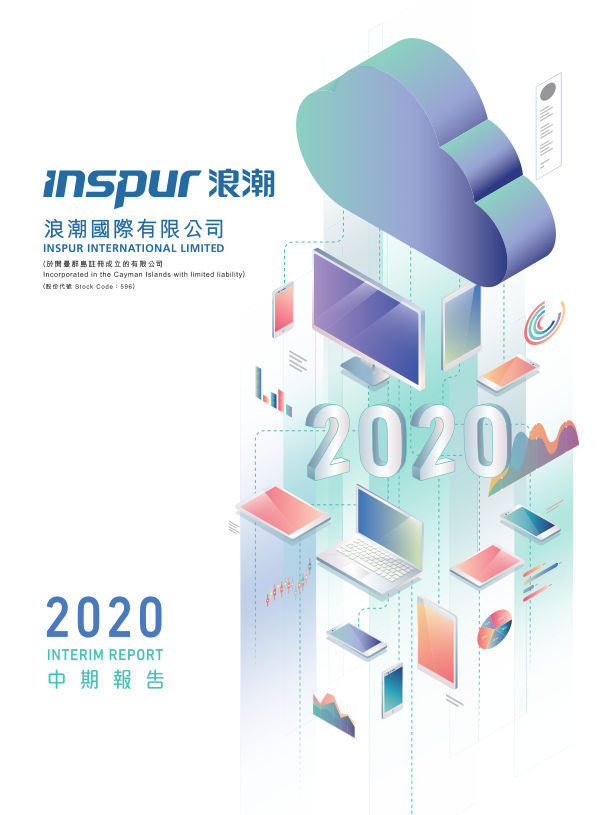 inspur 浪潮
浪潮國際有限公司
INSPUR INTERNATIONAL LIMITED
(於開曼群島註冊成立的有限公司
Incorporated in the Cayman Islands with limited liability)
(股份代號 Stock Code：596)
2020
2020
INTERIM REPORT
中期報告